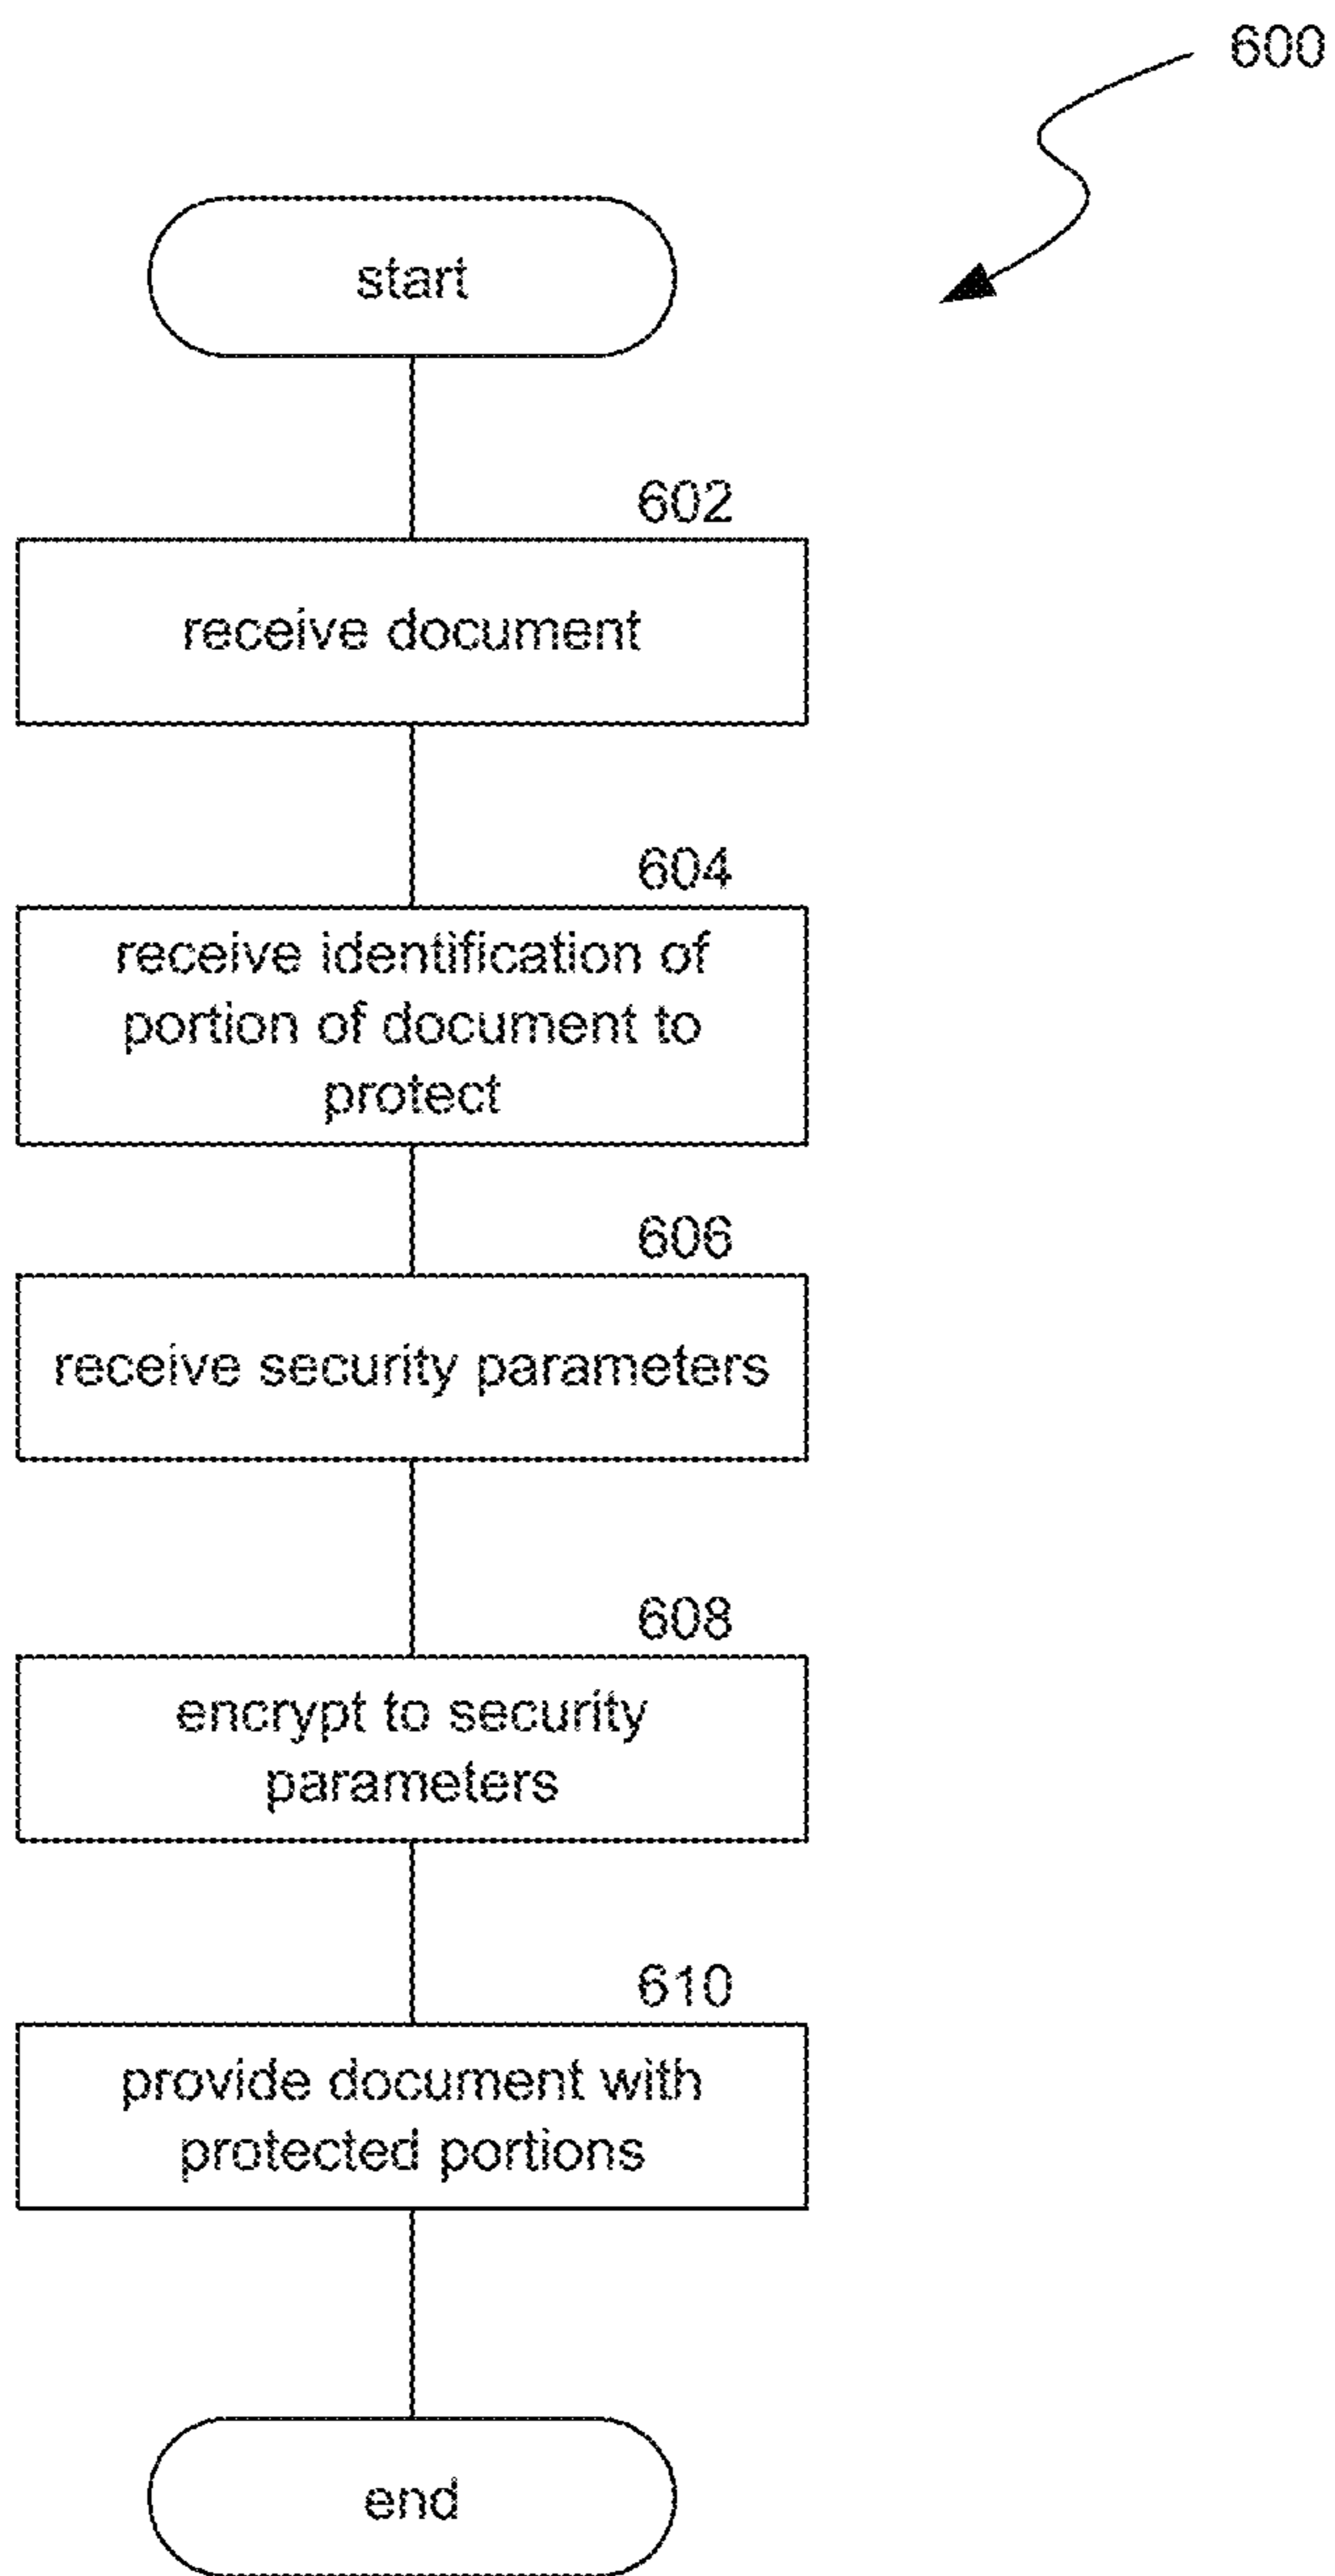 600
start
602
receive document
604
receive identification of
portion of document to
protect
606
receive security parameters
608
encrypt to security
parameters
610
provide document with
protected portions
end